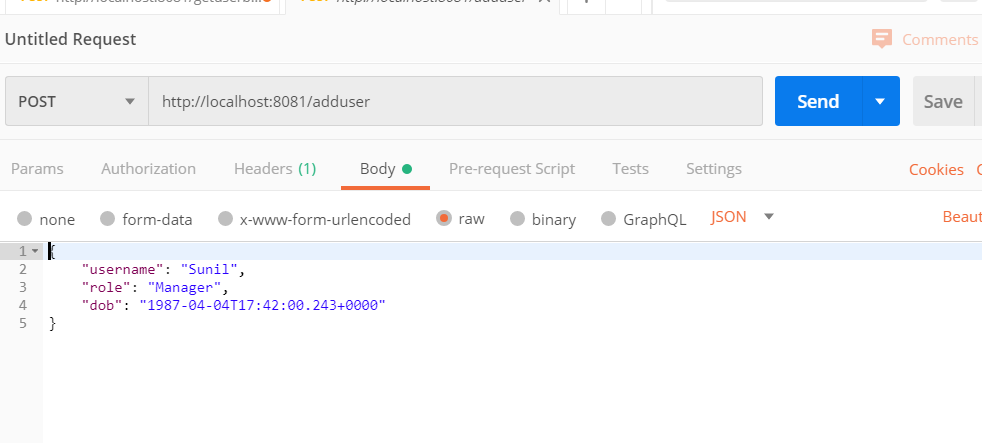 Untitled Request
Comments
POST
http://localhost:8081/adduser
Send
Save
Params Authorization Headers (1) Body Pre-request Script Tests Settings Cookies
none form-data x-www-form-urlencoded raw binary GraphQL JSON Beaut
1 {
2 "username": "Sunil",
3 "role": "Manager",
4 "dob": "1987-04-04T17:42:00.243+0000"
5 }